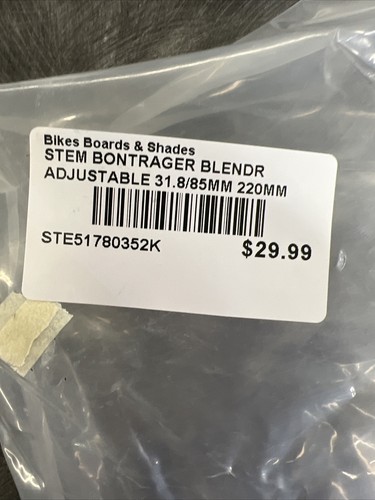 Bikes Boards & Shades
STEM BONTRAGER BLENDR
ADJUSTABLE 31.8/85MM 220MM
STE51780352K
$29.99